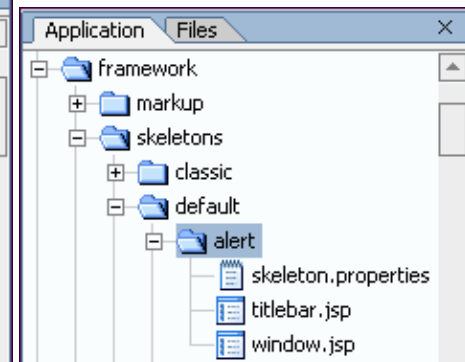 Application Files
framework
markup
skeletons
classic
default
alert
skeleton.properties
titlebar.jsp
window.jsp